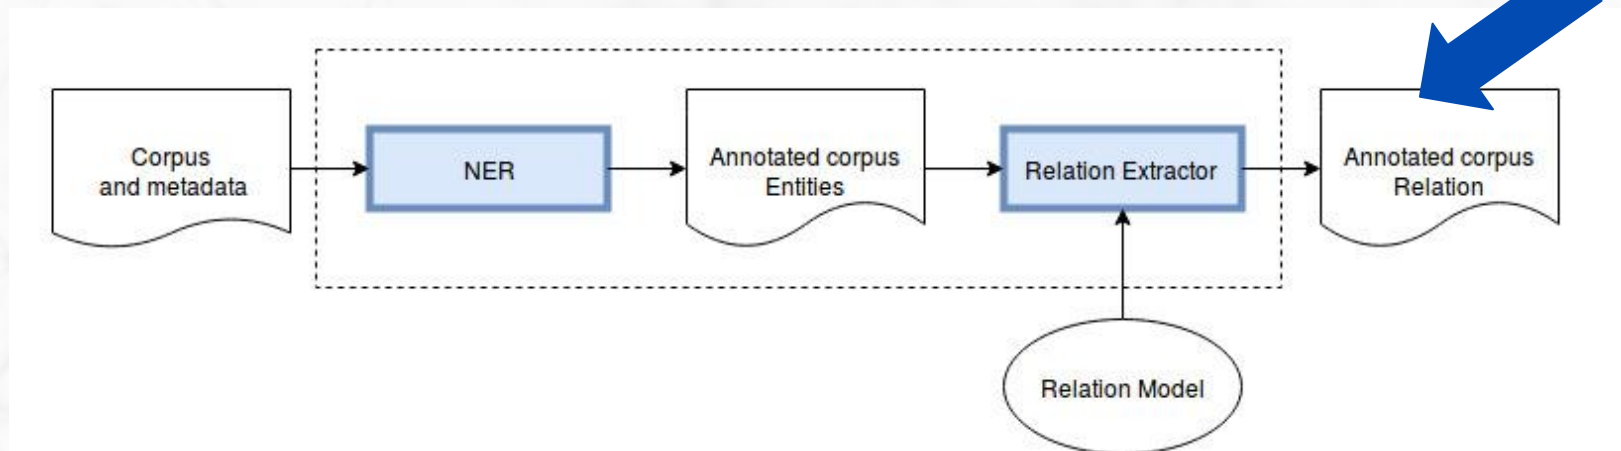 Corpus
and metadata
NER
Annotated corpus
Entities
Relation Extractor
Annotated corpus
Relation
Relation Model